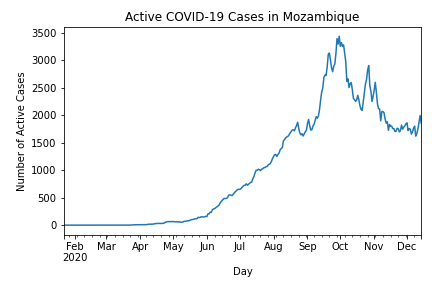 Active COVID-19 Cases in Mozambique
Number of Active Cases
3500
3000
2500
2000
1500
1000
500
0
Feb Mar Apr May Jun Jul Aug Sep Oct Nov Dec
2020
Day